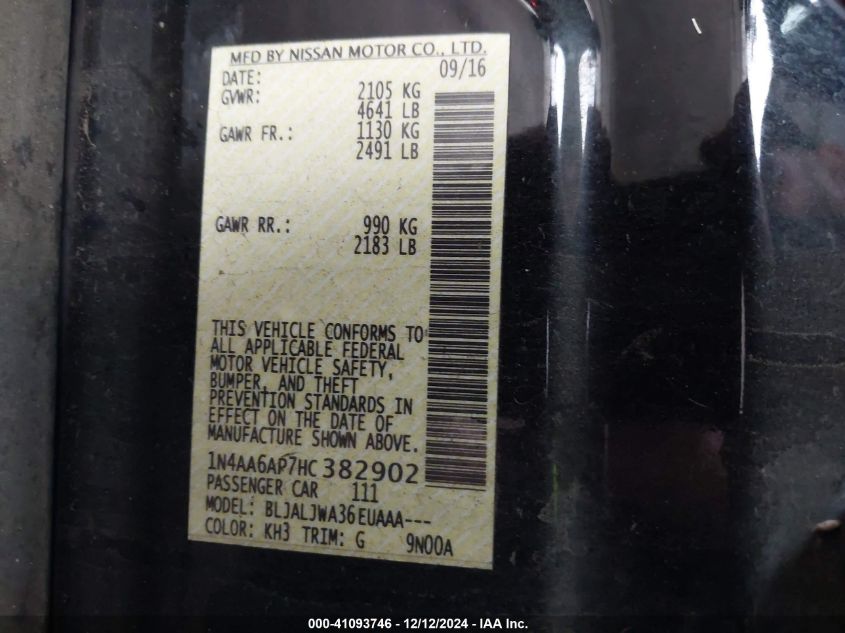 MFD BY NISSAN MOTOR CO., LTD.
DATE: 09/16
GVWR: 2105 KG
4641 LB
GAWR FR.: 1130 KG
2491 LB
GAWR RR.: 990 KG
2183 LB
THIS VEHICLE CONFORMS TO
ALL APPLICABLE FEDERAL
MOTOR VEHICLE SAFETY,
BUMPER, AND THEFT
PREVENTION STANDARDS IN
EFFECT ON THE DATE OF
MANUFACTURE SHOWN ABOVE.
1N4AA6AP7HC382902
PASSENGER CAR 111
MODEL: BLJALJWA36EUAAA---
COLOR: KH3 TRIM: G 9N00A
000-41093746 - 12/12/2024 - IAA Inc.